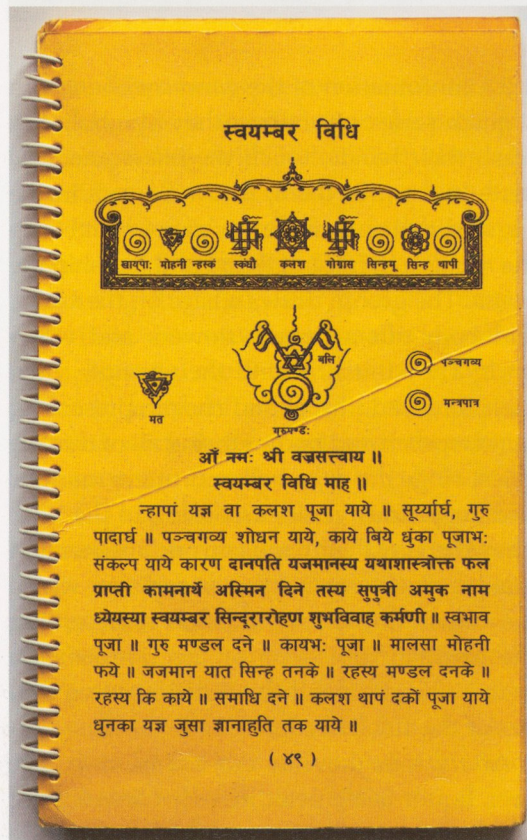 स्वयम्बर विधि
खाय्पाः मोहनी न्हस्कं स्वधौ कलश गोग्रास सिन्हमू सिन्ह थापी
बलि
पञ्चगव्य
मत
मन्त्रपात्र
आँ नमः श्री वज्रसत्त्वाय ॥
स्वयम्बर विधि माह ॥
न्हापां यज्ञ वा कलश पूजा याये ॥ सूर्य्यार्घ, गुरु
पादार्घ ॥ पञ्चगव्य शोधन याये, काये बिये धुंका पूजाभः
संकल्प याये कारण दानपति यजमानस्य यथाशास्त्रोक्त फल
प्राप्ती कामनार्थे अस्मिन दिने तस्य सुपुत्री अमुक नाम
ध्येयस्या स्वयम्बर सिन्दूरारोहण शुभविवाह कर्मणी ॥ स्वभाव
पूजा ॥ गुरु मण्डल दने ॥ कायभः पूजा ॥ मालसा मोहनी
फये ॥ जजमान यात सिन्ह तनके ॥ रहस्य मण्डल दनके ॥
रहस्य कि काये ॥ समाधि दने ॥ कलश थापं दकों पूजा याये
धुनका यज्ञ जुसा ज्ञानाहुति तक याये ॥
( ४९ )